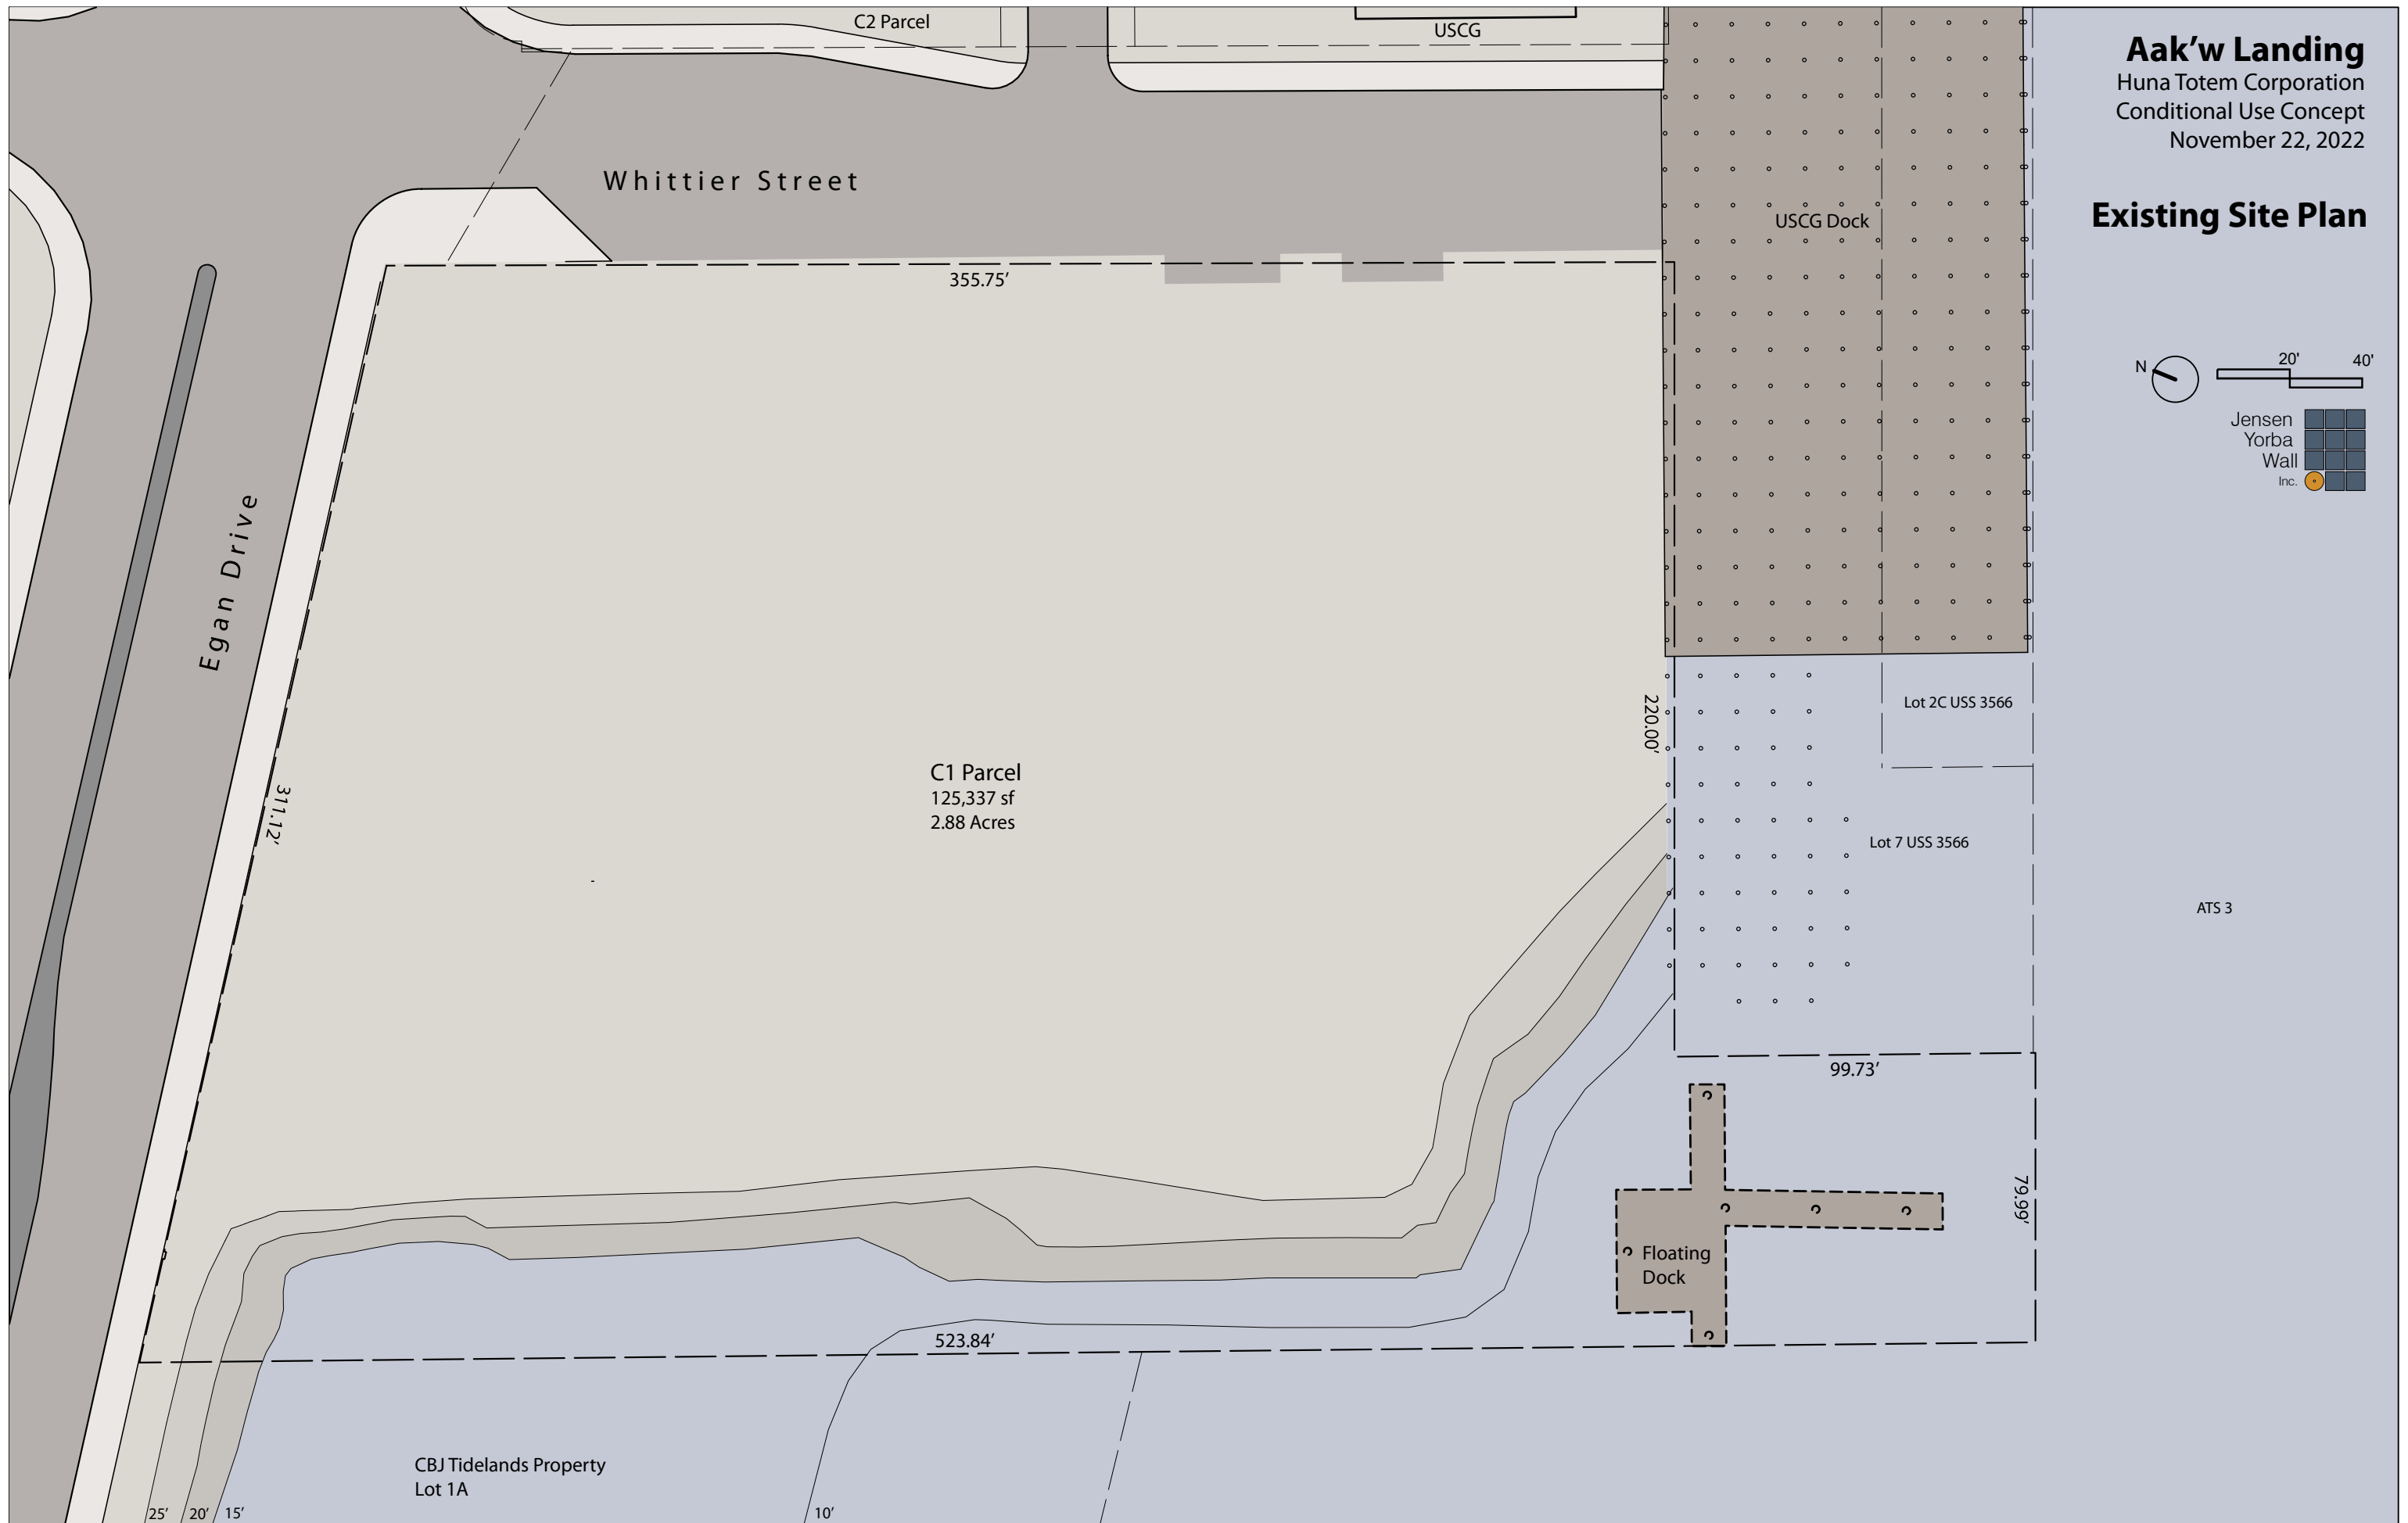 C2 Parcel
USCG
Aak’w Landing
Huna Totem Corporation
Conditional Use Concept
November 22, 2022
Whittier Street
USCG Dock
Existing Site Plan
355.75’
N
20'
40'
Jensen
Yorba
Wall
Inc.
Egan Drive
220.00’
Lot 2C USS 3566
C1 Parcel
125,337 sf
2.88 Acres
311.12’
Lot 7 USS 3566
ATS 3
99.73’
79.99’
Floating
Dock
523.84’
CBJ Tidelands Property
Lot 1A
25’
20’
15’
10’